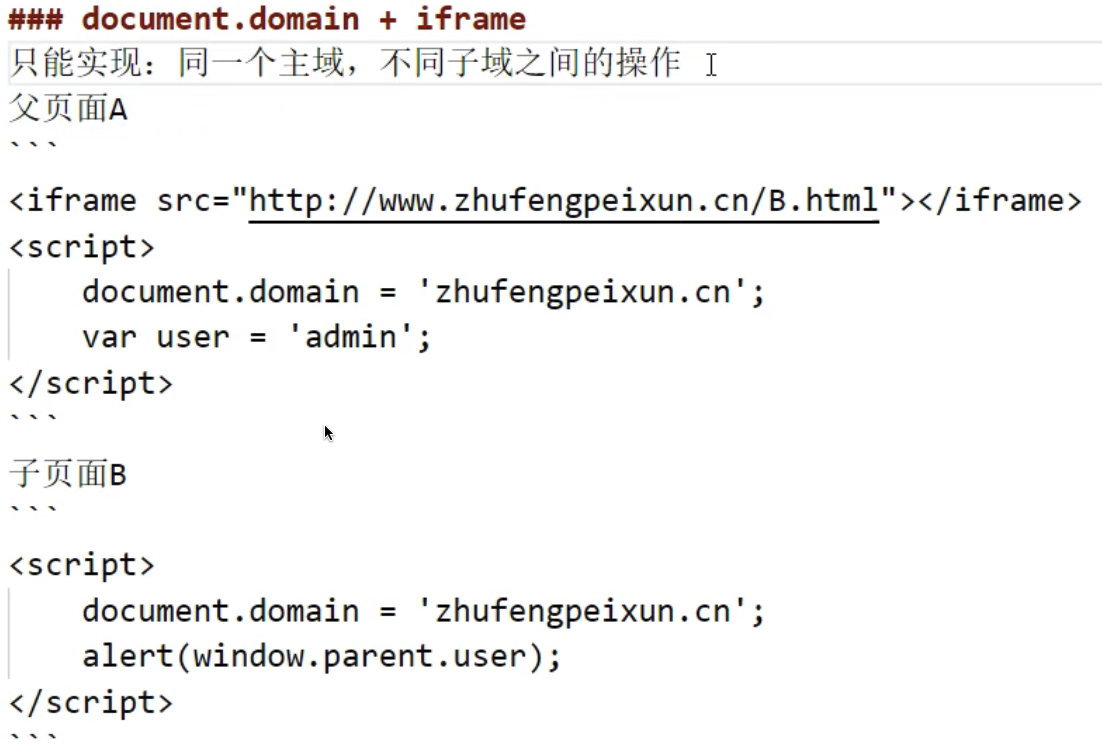 ### document.domain + iframe
只能实现：同一个主域，不同子域之间的操作
父页面A
```
<iframe src="http://www.zhufengpeixun.cn/B.html"></iframe>
<script>
    document.domain = 'zhufengpeixun.cn';
    var user = 'admin';
</script>
```
子页面B
```
<script>
    document.domain = 'zhufengpeixun.cn';
    alert(window.parent.user);
</script>
```